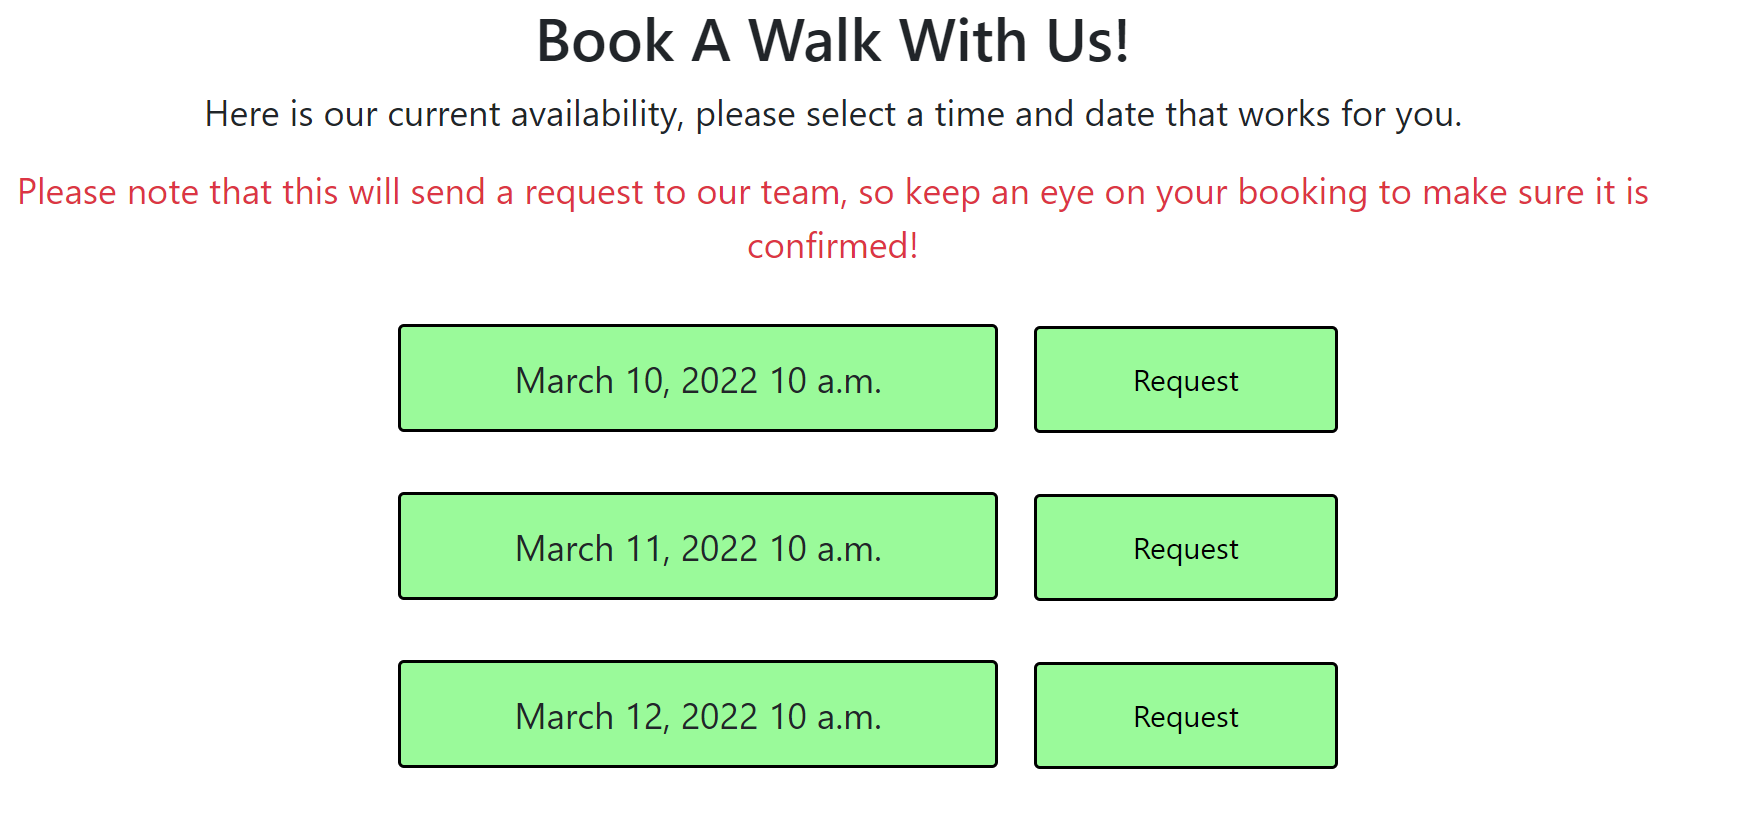 Book A Walk With Us!
Here is our current availability, please select a time and date that works for you.
Please note that this will send a request to our team, so keep an eye on your booking to make sure it is
confirmed!
March 10, 2022 10 a.m.
Request
March 11, 2022 10 a.m.
Request
March 12, 2022 10 a.m.
Request